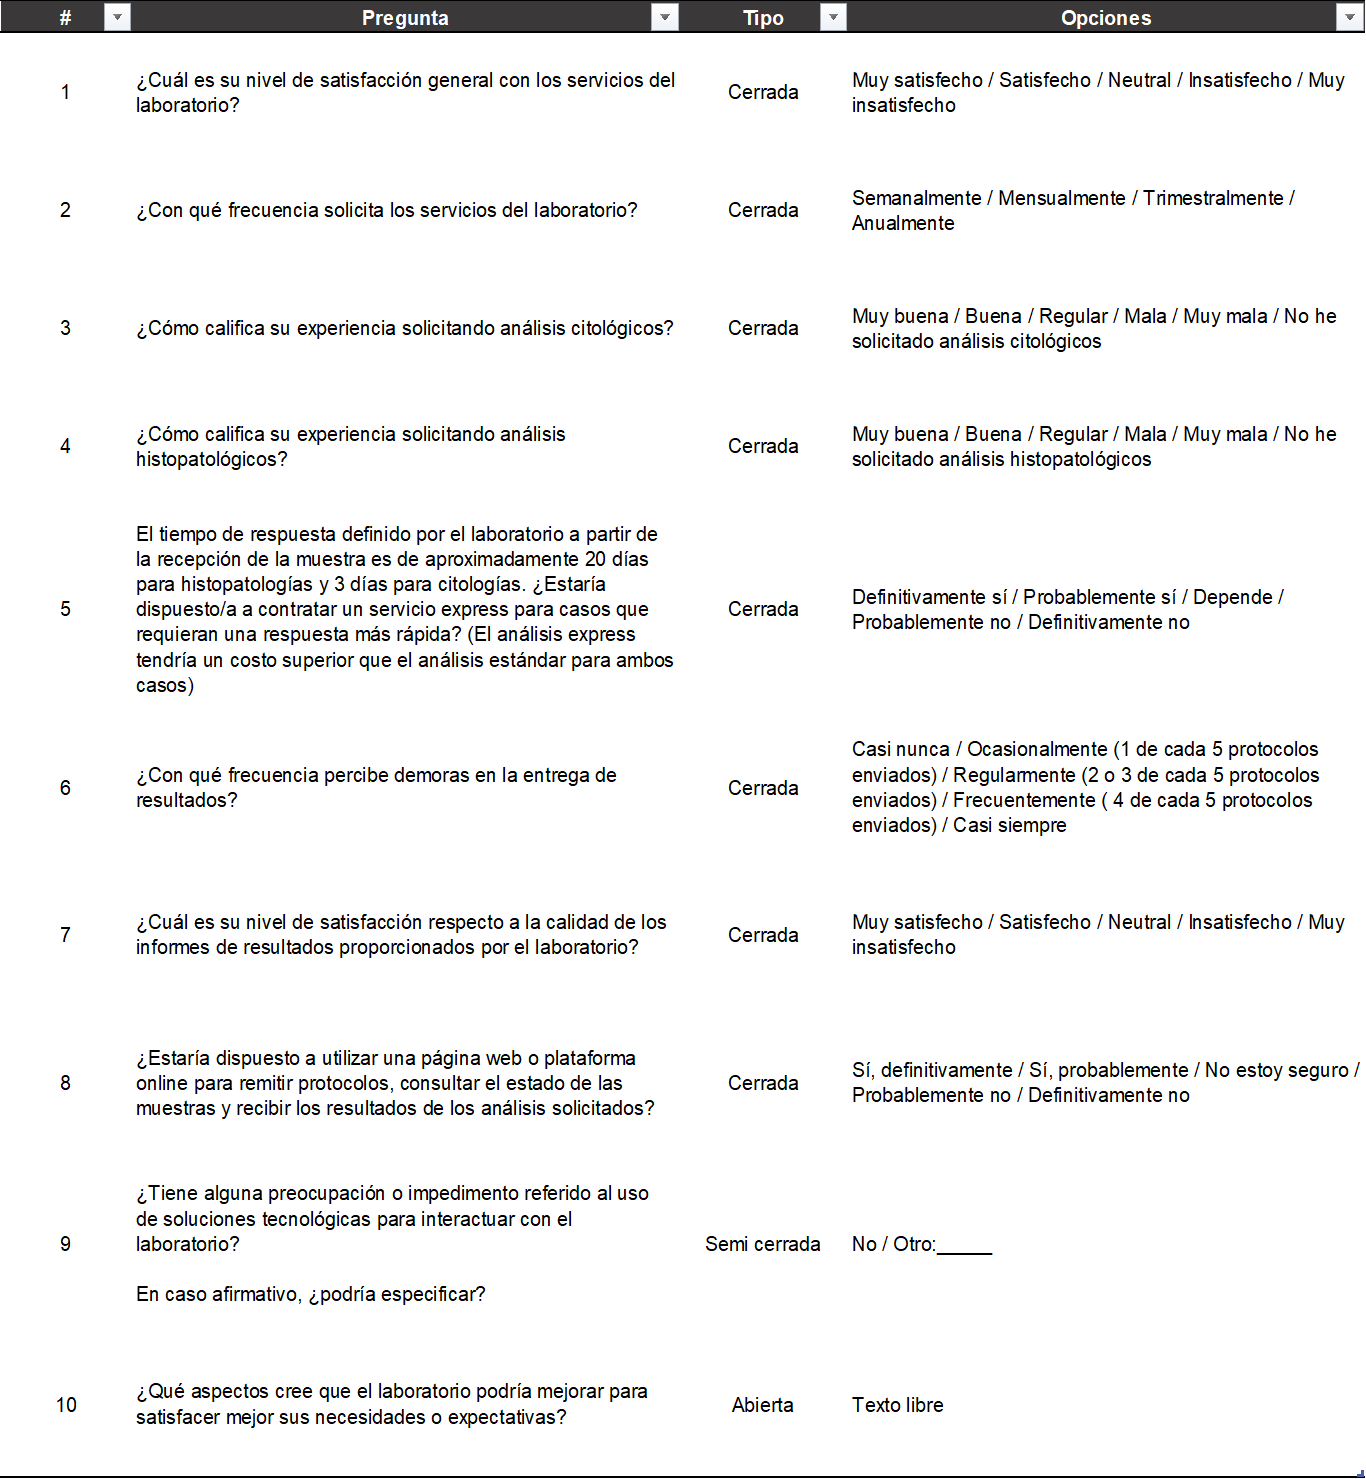 # Pregunta Tipo Opciones
1 ¿Cuál es su nivel de satisfacción general con los servicios del
laboratorio? Cerrada Muy satisfecho / Satisfecho / Neutral / Insatisfecho / Muy
insatisfecho
2 ¿Con qué frecuencia solicita los servicios del laboratorio? Cerrada Semanalmente / Mensualmente / Trimestralmente /
Anualmente
3 ¿Cómo califica su experiencia solicitando análisis citológicos? Cerrada Muy buena / Buena / Regular / Mala / Muy mala / No he
solicitado análisis citológicos
4 ¿Cómo califica su experiencia solicitando análisis
histopatológicos? Cerrada Muy buena / Buena / Regular / Mala / Muy mala / No he
solicitado análisis histopatológicos
5 El tiempo de respuesta definido por el laboratorio a partir de
la recepción de la muestra es de aproximadamente 20 días
para histopatologías y 3 días para citologías. ¿Estaría
dispuesto/a a contratar un servicio express para casos que
requieran una respuesta más rápida? (El análisis express
tendría un costo superior que el análisis estándar para ambos
casos) Cerrada Definitivamente sí / Probablemente sí / Depende /
Probablemente no / Definitivamente no
6 ¿Con qué frecuencia percibe demoras en la entrega de
resultados? Cerrada Casi nunca / Ocasionalmente (1 de cada 5 protocolos
enviados) / Regularmente (2 o 3 de cada 5 protocolos
enviados) / Frecuentemente ( 4 de cada 5 protocolos
enviados) / Casi siempre
7 ¿Cuál es su nivel de satisfacción respecto a la calidad de los
informes de resultados proporcionados por el laboratorio? Cerrada Muy satisfecho / Satisfecho / Neutral / Insatisfecho / Muy
insatisfecho
8 ¿Estaría dispuesto a utilizar una página web o plataforma
online para remitir protocolos, consultar el estado de las
muestras y recibir los resultados de los análisis solicitados? Cerrada Sí, definitivamente / Sí, probablemente / No estoy seguro /
Probablemente no / Definitivamente no
9 ¿Tiene alguna preocupación o impedimento referido al uso
de soluciones tecnológicas para interactuar con el
laboratorio?
En caso afirmativo, ¿podría especificar? Semi cerrada No / Otro:_____
10 ¿Qué aspectos cree que el laboratorio podría mejorar para
satisfacer mejor sus necesidades o expectativas? Abierta Texto libre